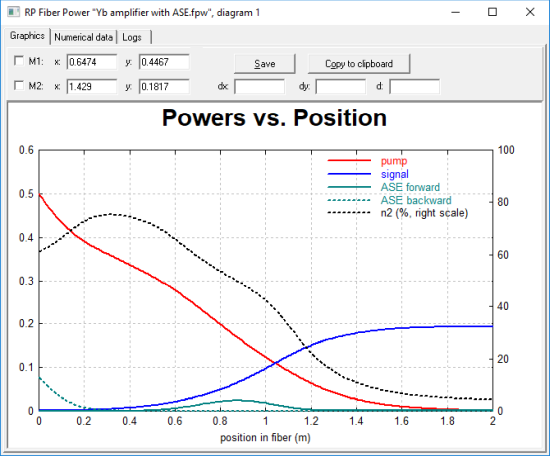 RP Fiber Power "Yb amplifier with ASE.fpw", diagram 1
Graphics Numerical data Logs
M1: x: 0.6474 y: 0.4467 Save Copy to clipboard
M2: x: 1.429 y: 0.1817 dx: dy: d:
Powers vs. Position
0.6 100
pump
signal
0.5 ASE forward 80
ASE backward
n2 (%, right scale)
0.4
60
0.3
40
0.2
20
0.1
0 0
0 0.2 0.4 0.6 0.8 1 1.2 1.4 1.6 1.8 2
position in fiber (m)